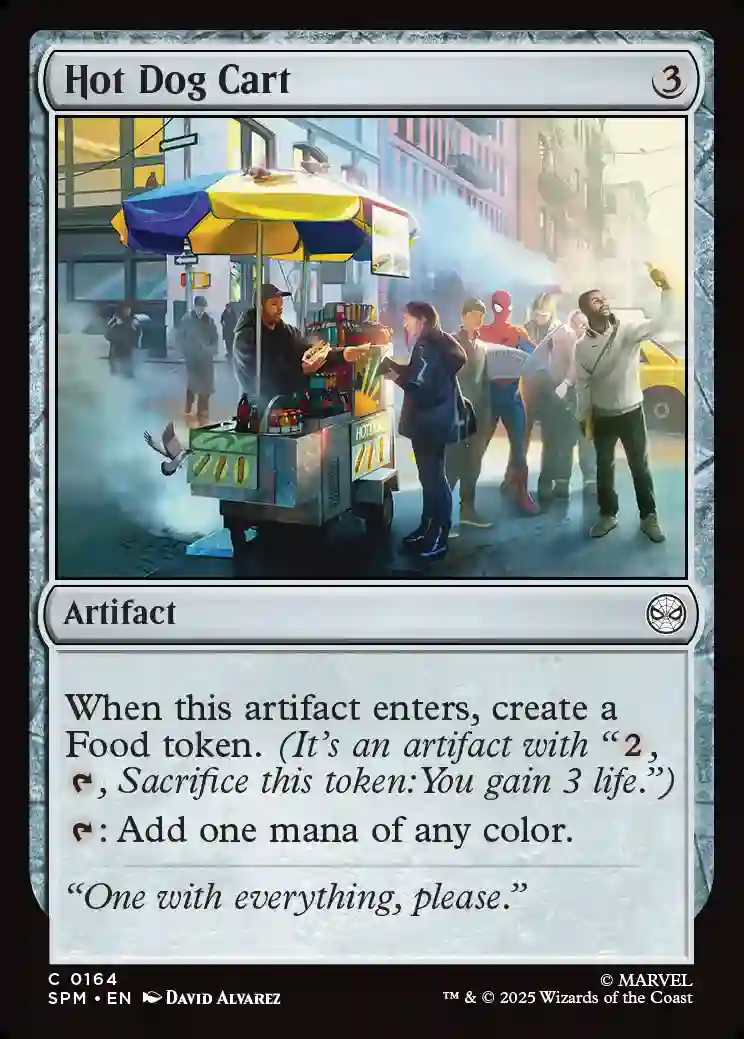 Hot Dog Cart
3
HOT DO
Artifact
When this artifact enters, create a
Food token. (It's an artifact with “2,
, Sacrifice this token: You gain 3 life.”)
: Add one mana of any color.
“One with everything, please.”
C 0164
© MARVEL
SPM • EN David Alvarez
™ & © 2025 Wizards of the Coast